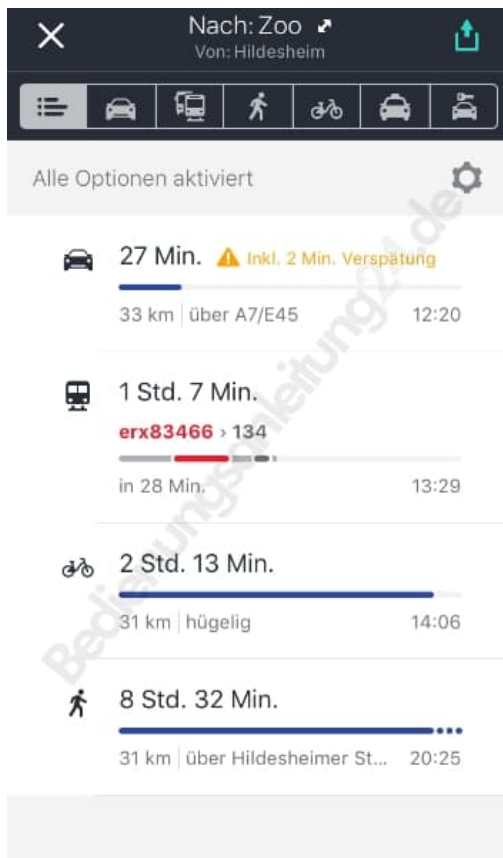 Nach: Zoo
Von: Hildesheim
Alle Optionen aktiviert
27 Min. Inkl. 2 Min. Verspätung
33 km über A7/E45 12:20
1 Std. 7 Min.
erx83466 › 134
in 28 Min. 13:29
2 Std. 13 Min.
31 km hügelig 14:06
8 Std. 32 Min.
31 km über Hildesheimer St... 20:25
Bedienungsanleitung24.de